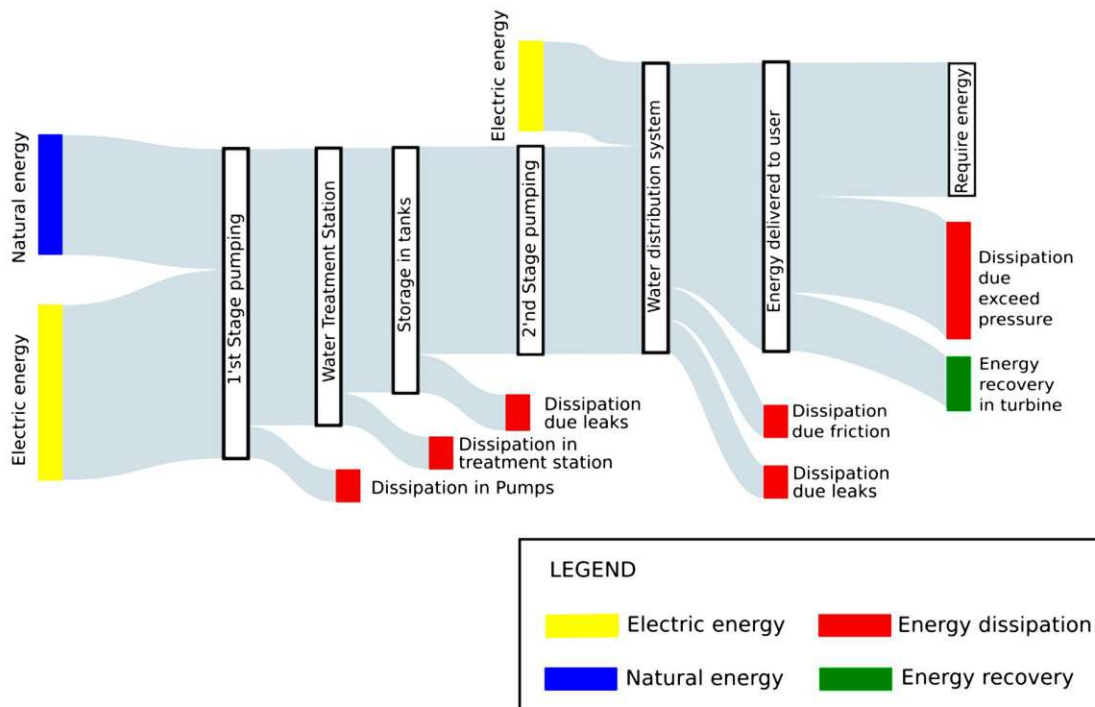 Electric energy
Natural energy
Electric energy
1'st Stage pumping
Water Treatment Station
Storage in tanks
2'nd Stage pumping
Water distribution system
Energy delivered to user
Require energy
Dissipation
due
exceed
pressure
Energy
recovery
in turbine
Dissipation
due leaks
Dissipation in
treatment station
Dissipation in Pumps
Dissipation
due friction
Dissipation
due leaks
LEGEND
Electric energy
Energy dissipation
Natural energy
Energy recovery